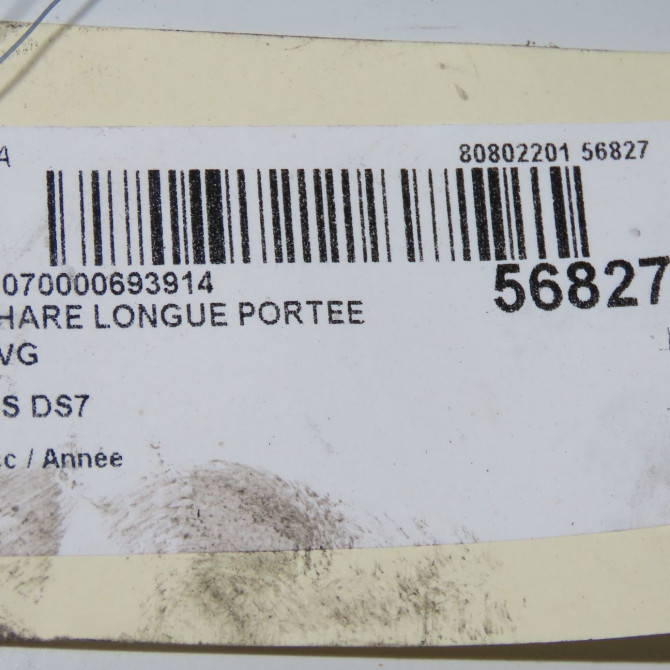 A
80802201 56827
070000693914
56827
HARE LONGUE PORTEE
VG
S DS7
c / Année